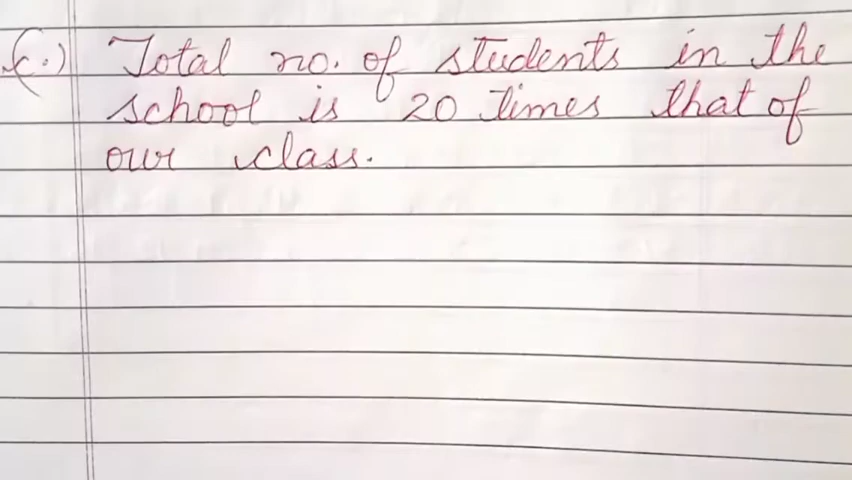 (c.) Total no. of students in the
school is 20 times that of
our class.